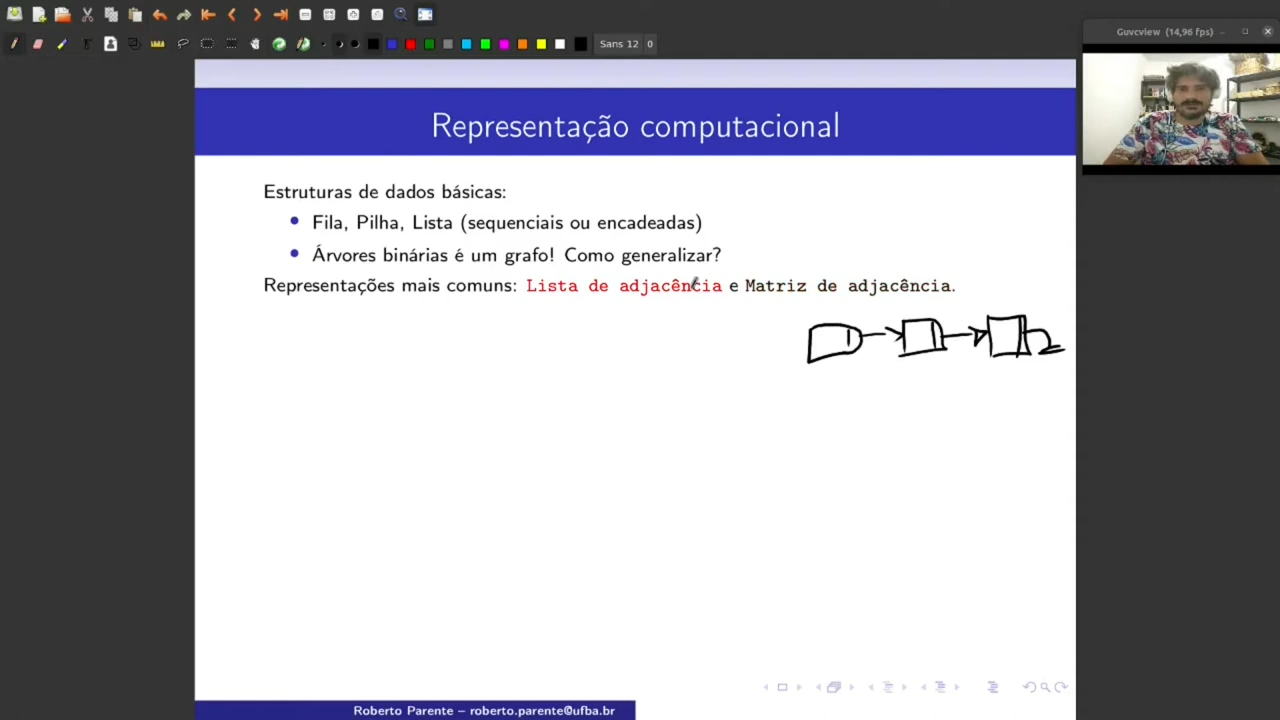 Guvcview (14,96 fps)
Sans 12 0
Representação computacional
Estruturas de dados básicas:
Fila, Pilha, Lista (sequenciais ou encadeadas)
Árvores binárias é um grafo! Como generalizar?
Representações mais comuns: Lista de adjacência e Matriz de adjacência.
Roberto Parente – roberto.parente@ufba.br